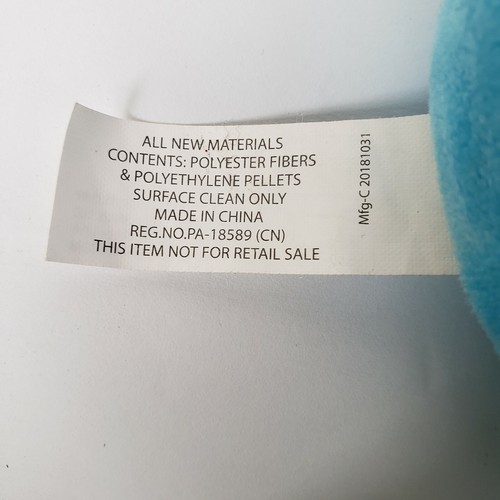 ALL NEW MATERIALS
CONTENTS: POLYESTER FIBERS
& POLYETHYLENE PELLETS
SURFACE CLEAN ONLY
MADE IN CHINA
REG.NO.PA-18589 (CN)
THIS ITEM NOT FOR RETAIL SALE
Mfg-C 20181031